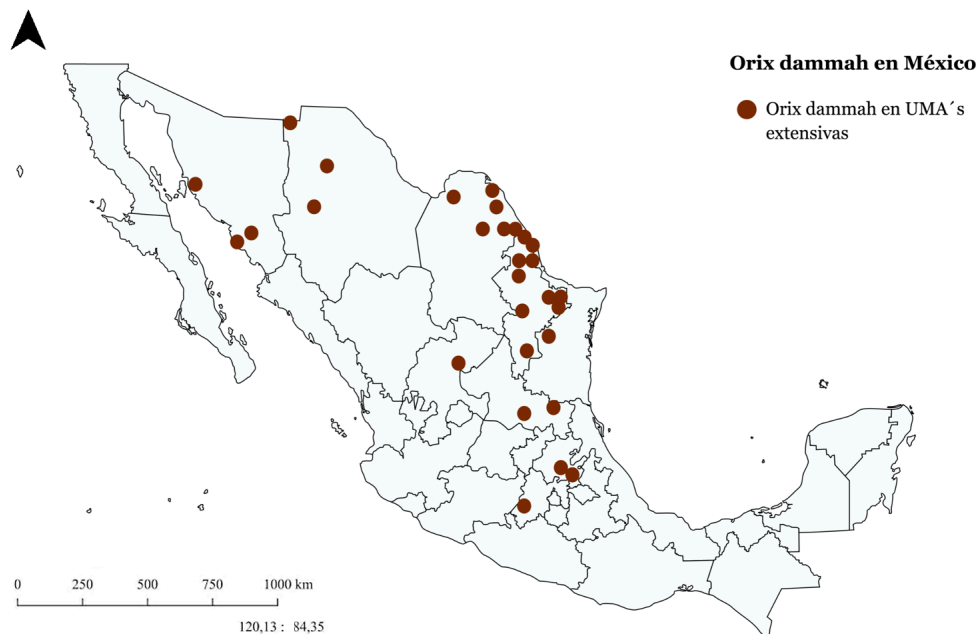 Orix dammah en México
Orix dammah en UMA´s
extensivas
0 250 500 750 1000 km
120,13 : 84,35